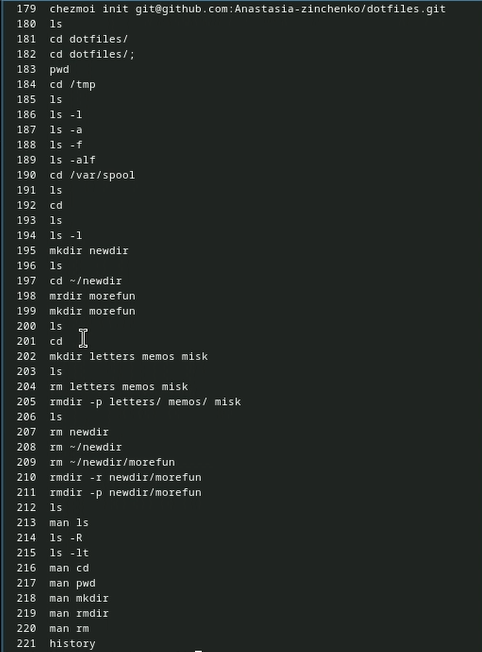 179 chezmoi init git@github.com:Anastasia-zinchenko/dotfiles.git
180 ls
181 cd dotfiles/
182 cd dotfiles/;
183 pwd
184 cd /tmp
185 ls
186 ls -l
187 ls -a
188 ls -f
189 ls -alf
190 cd /var/spool
191 ls
192 cd
193 ls
194 ls -l
195 mkdir newdir
196 ls
197 cd ~/newdir
198 mrdir morefun
199 mkdir morefun
200 ls
201 cd
202 mkdir letters memos misk
203 ls
204 rm letters memos misk
205 rmdir -p letters/ memos/ misk
206 ls
207 rm newdir
208 rm ~/newdir
209 rm ~/newdir/morefun
210 rmdir -r newdir/morefun
211 rmdir -p newdir/morefun
212 ls
213 man ls
214 ls -R
215 ls -lt
216 man cd
217 man pwd
218 man mkdir
219 man rmdir
220 man rm
221 history